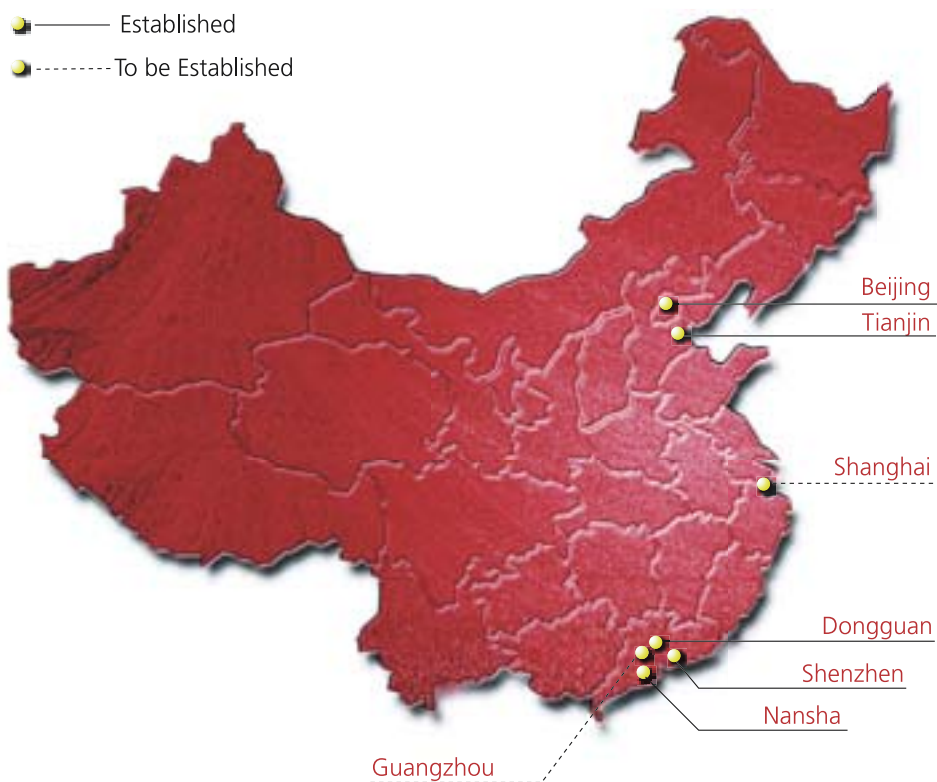 Established
To be Established
Beijing
Tianjin
Shanghai
Dongguan
Shenzhen
Nansha
Guangzhou